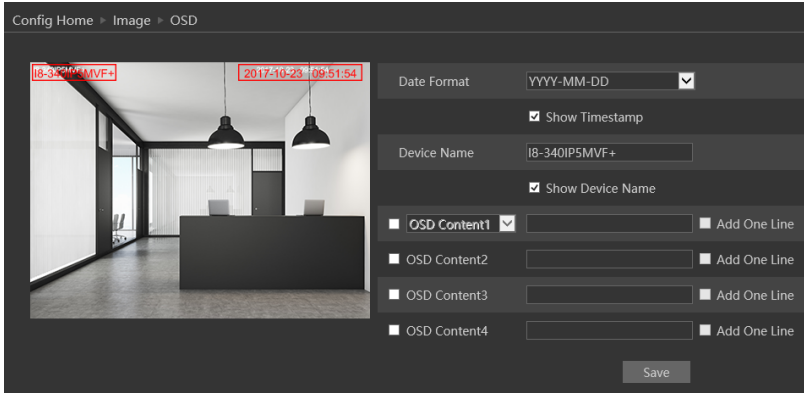 Config Home ▸ Image ▸ OSD
2017-10-23 09:51:54
Date Format YYYY-MM-DD
Show Timestamp
Device Name I8-340IP5MVF+
Show Device Name
OSD Content1 Add One Line
OSD Content2 Add One Line
OSD Content3 Add One Line
OSD Content4 Add One Line
Save